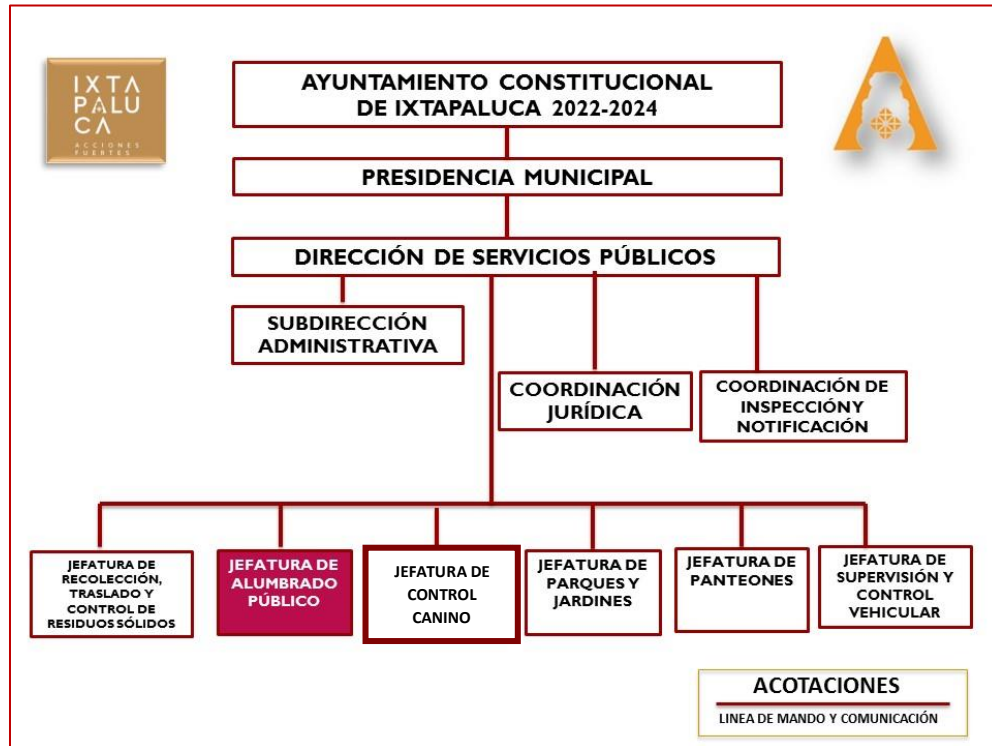 IXTA
PALU
CA
ACCIONES
FUERTES
AYUNTAMIENTO CONSTITUCIONAL
DE IXTAPALUCA 2022-2024
PRESIDENCIA MUNICIPAL
DIRECCIÓN DE SERVICIOS PÚBLICOS
SUBDIRECCIÓN
ADMINISTRATIVA
COORDINACIÓN
JURÍDICA
COORDINACIÓN DE
INSPECCIÓNY
NOTIFICACIÓN
JEFATURA DE
RECOLECCIÓN,
TRASLADO Y
CONTROL DE
RESIDUOS SÓLIDOS
JEFATURA DE
ALUMBRADO
PÚBLICO
JEFATURA DE
CONTROL
CANINO
JEFATURA DE
PARQUES Y
JARDINES
JEFATURA DE
PANTEONES
JEFATURA DE
SUPERVISIÓN Y
CONTROL
VEHICULAR
ACOTACIONES
LINEA DE MANDO Y COMUNICACIÓN